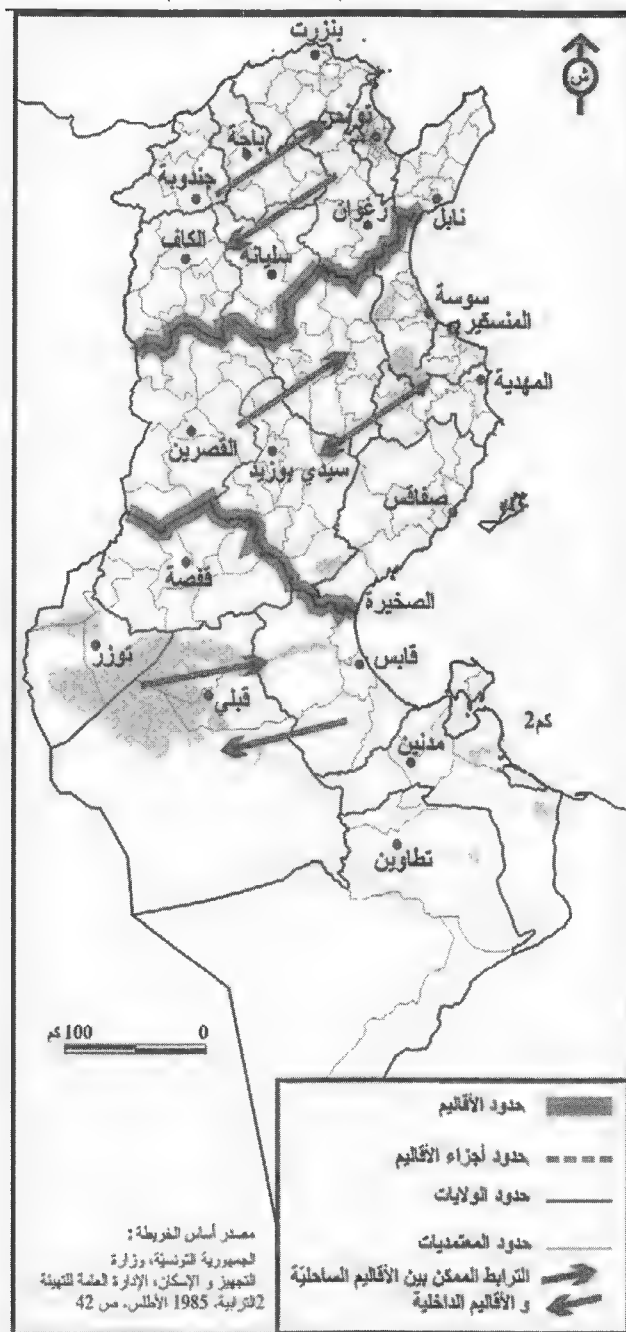 بنزرت
ش
تونس
باجة
جندوبة
زغوان
نابل
الكاف
سليانة
سوسة
المنستير
المهدية
القصرين
سيدي بوزيد
صفاقس
قفصة
الصخيرة
توزر
قابس
قبلي
كم2
مدنين
تطاوين
100 كم
0
حدود الأقاليم
حدود أجزاء الأقاليم
حدود الولايات
حدود المعتمديات
الترابط الممكن بين الأقاليم الساحلية
و الأقاليم الداخلية
مصدر أساس الخريطة :
الجمهورية التونسية، وزارة
التجهيز و الإسكان، الإدارة العامة للتهيئة
2الترابية. 1985 الأطلس. ص 42